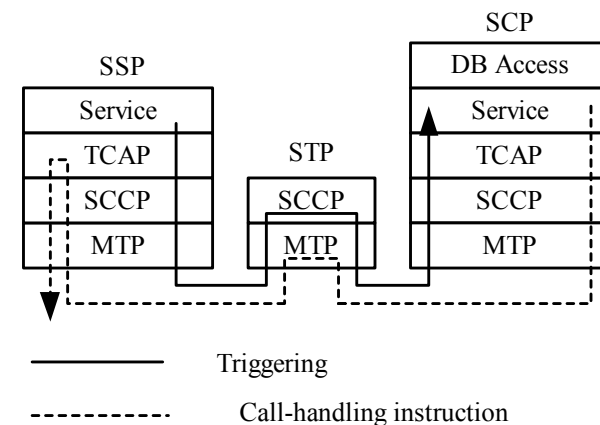 SCP
SSP
DB Access
Service
Service
TCAP
STP
TCAP
SCCP
SCCP
SCCP
MTP
MTP
MTP
Triggering
Call-handling instruction